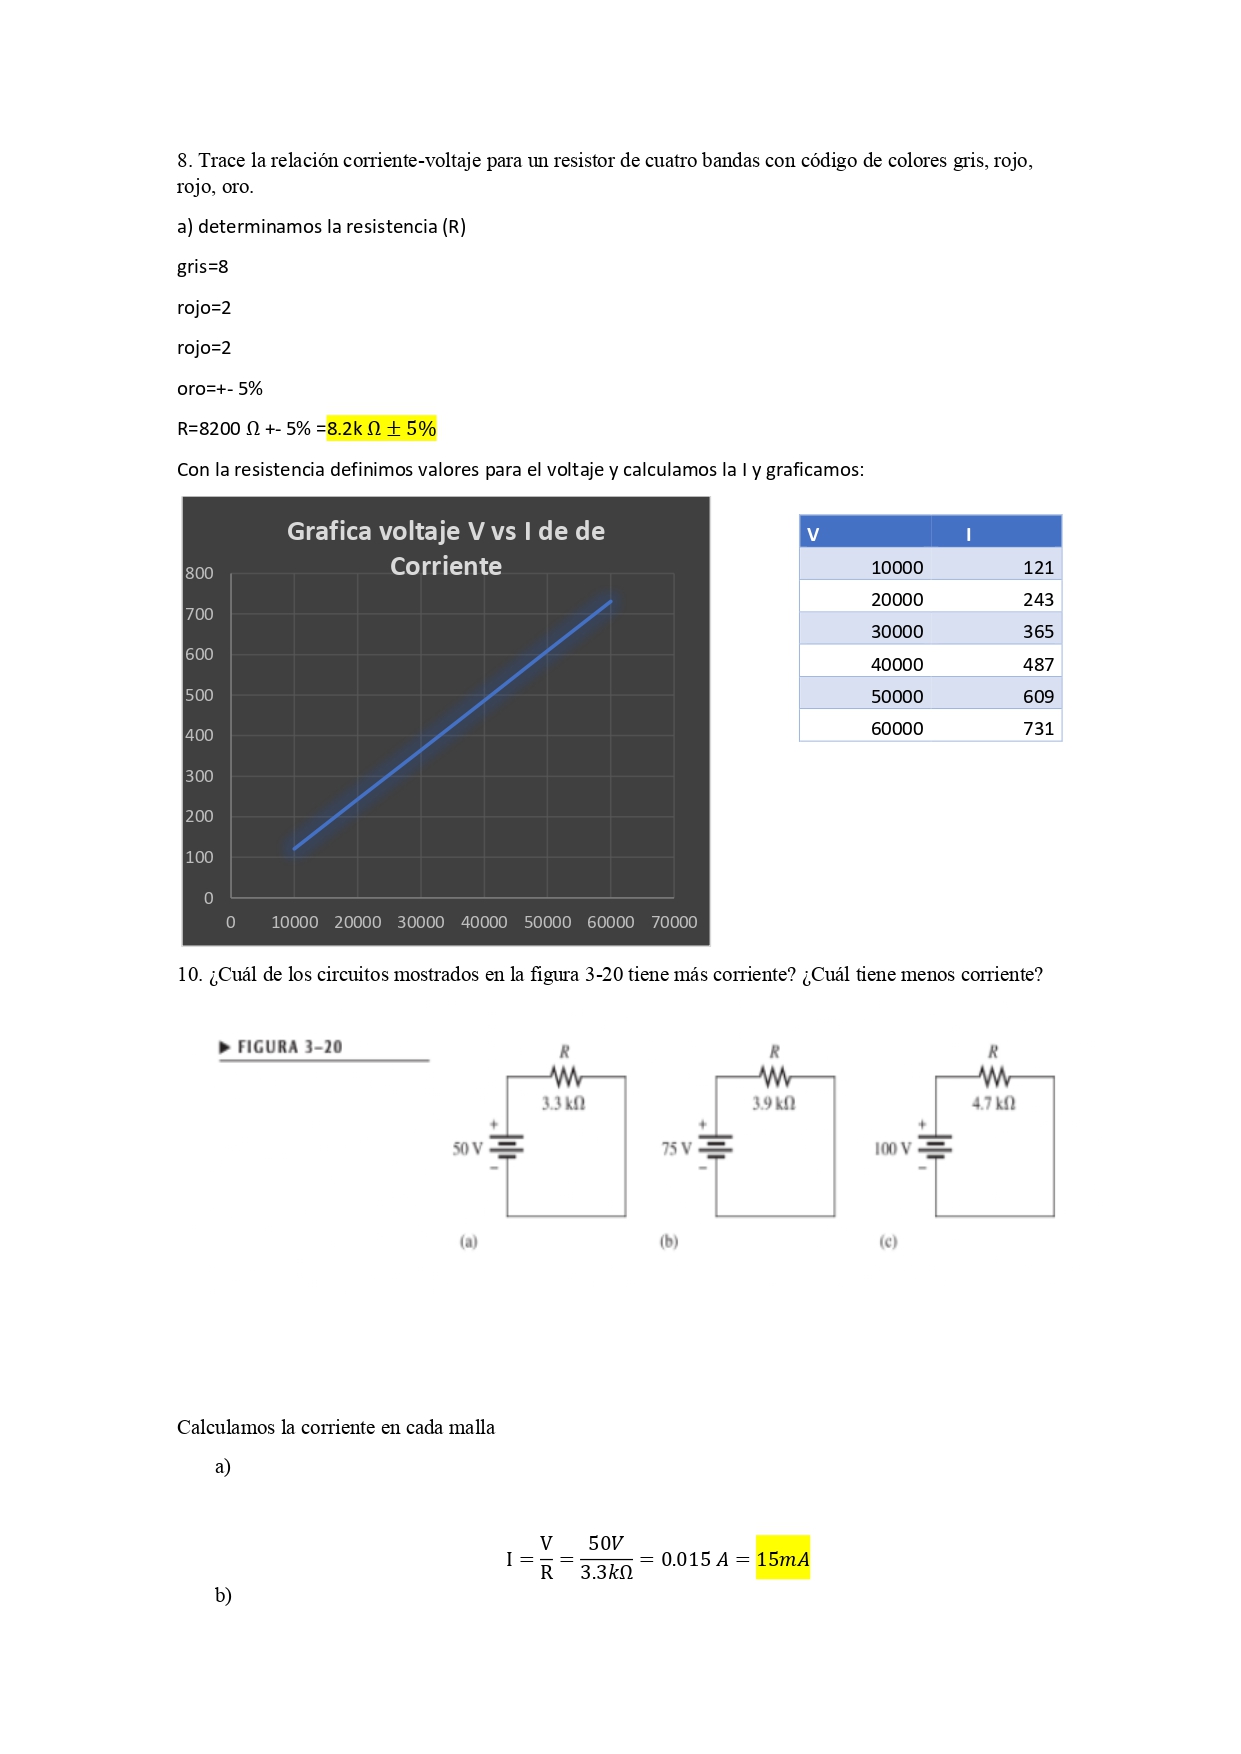 8. Trace la relación corriente-voltaje para un resistor de cuatro bandas con código de colores gris, rojo,
rojo, oro.
a) determinamos la resistencia (R)
gris=8
rojo=2
rojo=2
oro=+- 5%
R=8200 Ω +- 5% =8.2k Ω ± 5%
Con la resistencia definimos valores para el voltaje y calculamos la I y graficamos:
Grafica voltaje V vs I de de
Corriente
800
700
600
500
400
300
200
100
0
0 10000 20000 30000 40000 50000 60000 70000
V I
10000 121
20000 243
30000 365
40000 487
50000 609
60000 731
10. ¿Cuál de los circuitos mostrados en la figura 3-20 tiene más corriente? ¿Cuál tiene menos corriente?
▶ FIGURA 3–20
R R R
3.3 kΩ 3.9 kΩ 4.7 kΩ
+ + +
50 V 75 V 100 V
– – –
(a) (b) (c)
Calculamos la corriente en cada malla
a)
I = V/R = 50V/3.3kΩ = 0.015 A = 15mA
b)